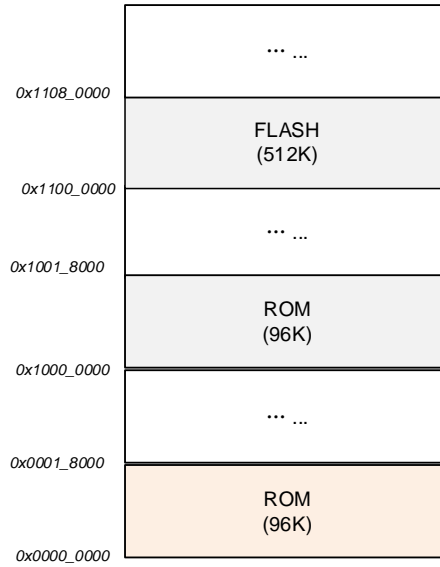 ... ...
0x1108_0000
FLASH
(512K)
0x1100_0000
... ...
0x1001_8000
ROM
(96K)
0x1000_0000
... ...
0x0001_8000
ROM
(96K)
0x0000_0000